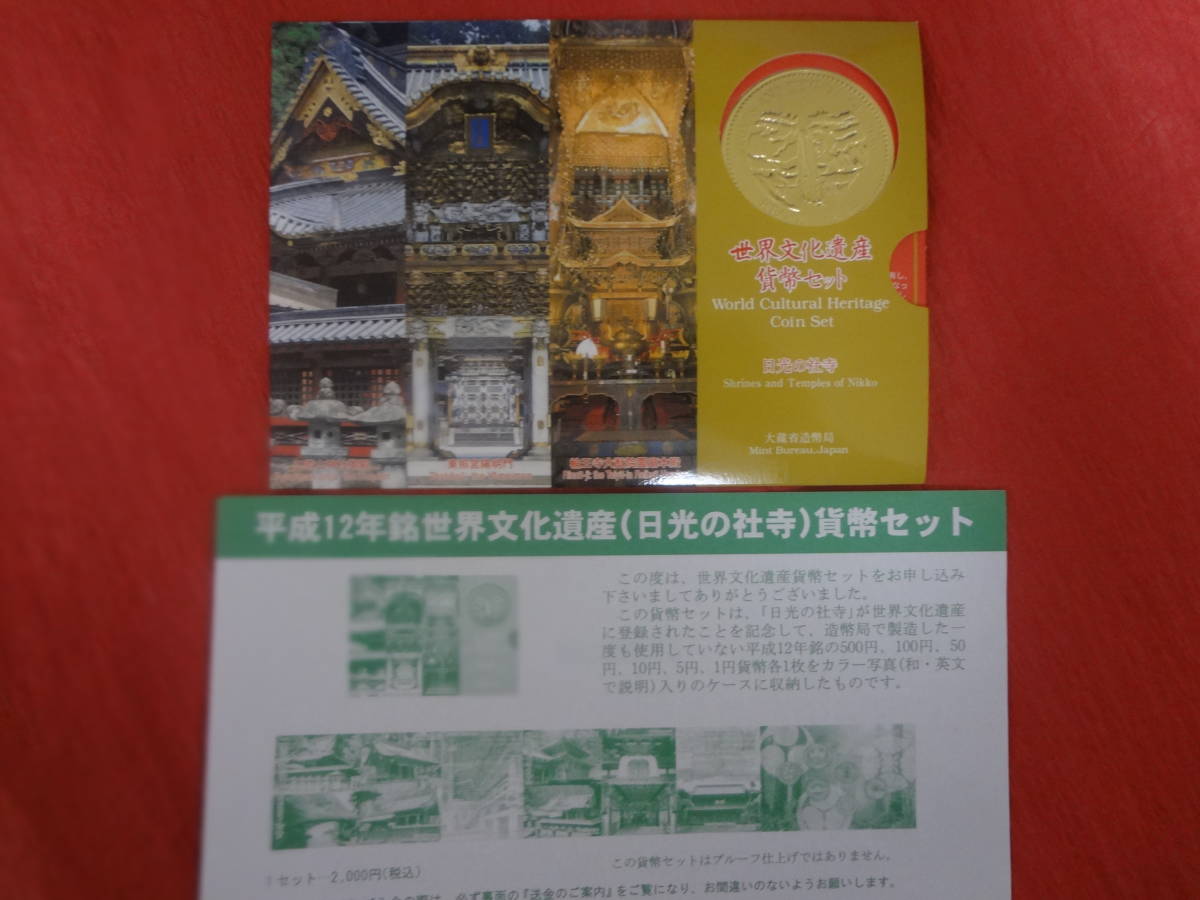 世界文化遺産
貨幣セット
World Cultural Heritage
Coin Set
日光の社寺
Shrines and Temples of Nikko
大蔵省造幣局
Mint Bureau, Japan
東照宮陽明門
平成12年銘世界文化遺産(日光の社寺)貨幣セット
この度は、世界文化遺産貨幣セットをお申し込み
下さいましてありがとうございました。
この貨幣セットは、「日光の社寺」が世界文化遺産
に登録されたことを記念して、造幣局で製造した一
度も使用していない平成12年銘の500円、100円、50
円、10円、5円、1円貨幣各1枚をカラー写真(和・英文
で説明)入りのケースに収納したものです。
この貨幣セットはプルーフ仕上げではありません。
セット…2,000円(税込)
必ず裏面の『送金のご案内』をご覧になり、お間違いのないようお願いします。